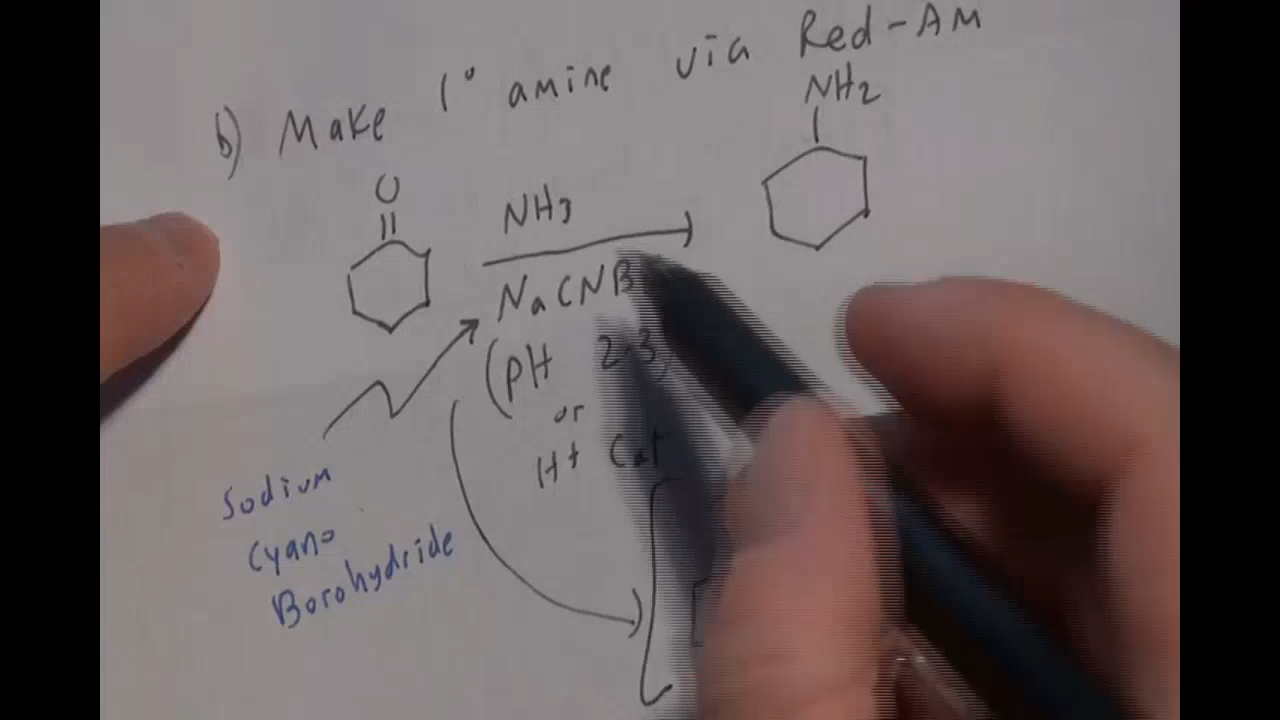 b) Make 1° amine via Red-AM
NH2
O
NH3
NaCNB
(pH 2-3)
or
H+ Cat
Sodium
Cyano
Borohydride